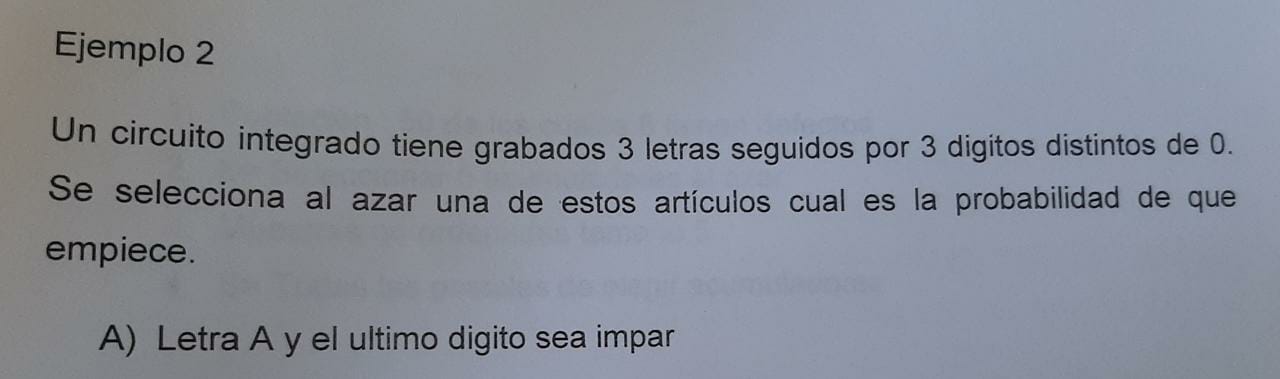 Ejemplo 2
Un circuito integrado tiene grabados 3 letras seguidos por 3 digitos distintos de 0.
Se selecciona al azar una de estos artículos cual es la probabilidad de que
empiece.
A) Letra A y el ultimo digito sea impar